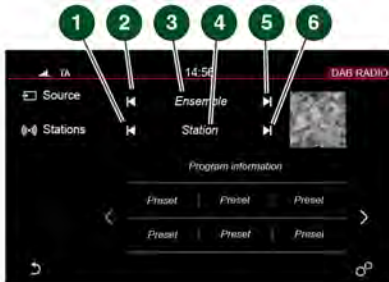 1 2 3 4 5 6
TA 14:56 DAB RADIO
Source Ensemble
Stations Station
Program information
Preset Preset Preset
Preset Preset Preset